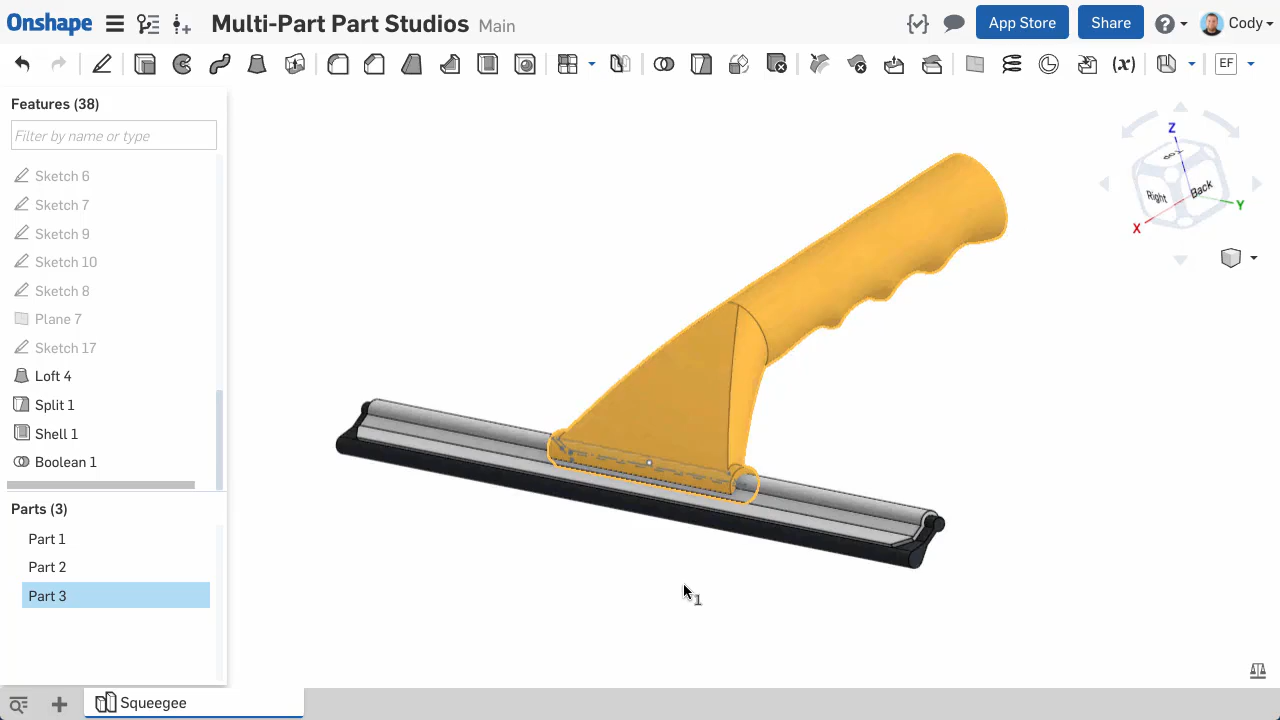 Onshape Multi-Part Part Studios Main App Store Share Cody
(x) EF
Features (38)
Filter by name or type
Sketch 6
Sketch 7
Sketch 9
Sketch 10
Sketch 8
Plane 7
Sketch 17
Loft 4
Split 1
Shell 1
Boolean 1
Parts (3)
Part 1
Part 2
Part 3
Z
Right
Back
Y
X
1
Squeegee